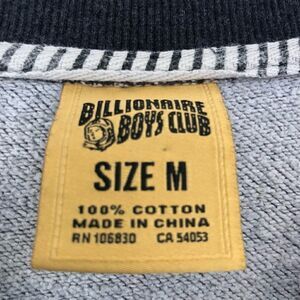 BILLIONAIRE
BOYS CLUB
SIZE M
100% COTTON
MADE IN CHINA
RN 106830 CA 54053